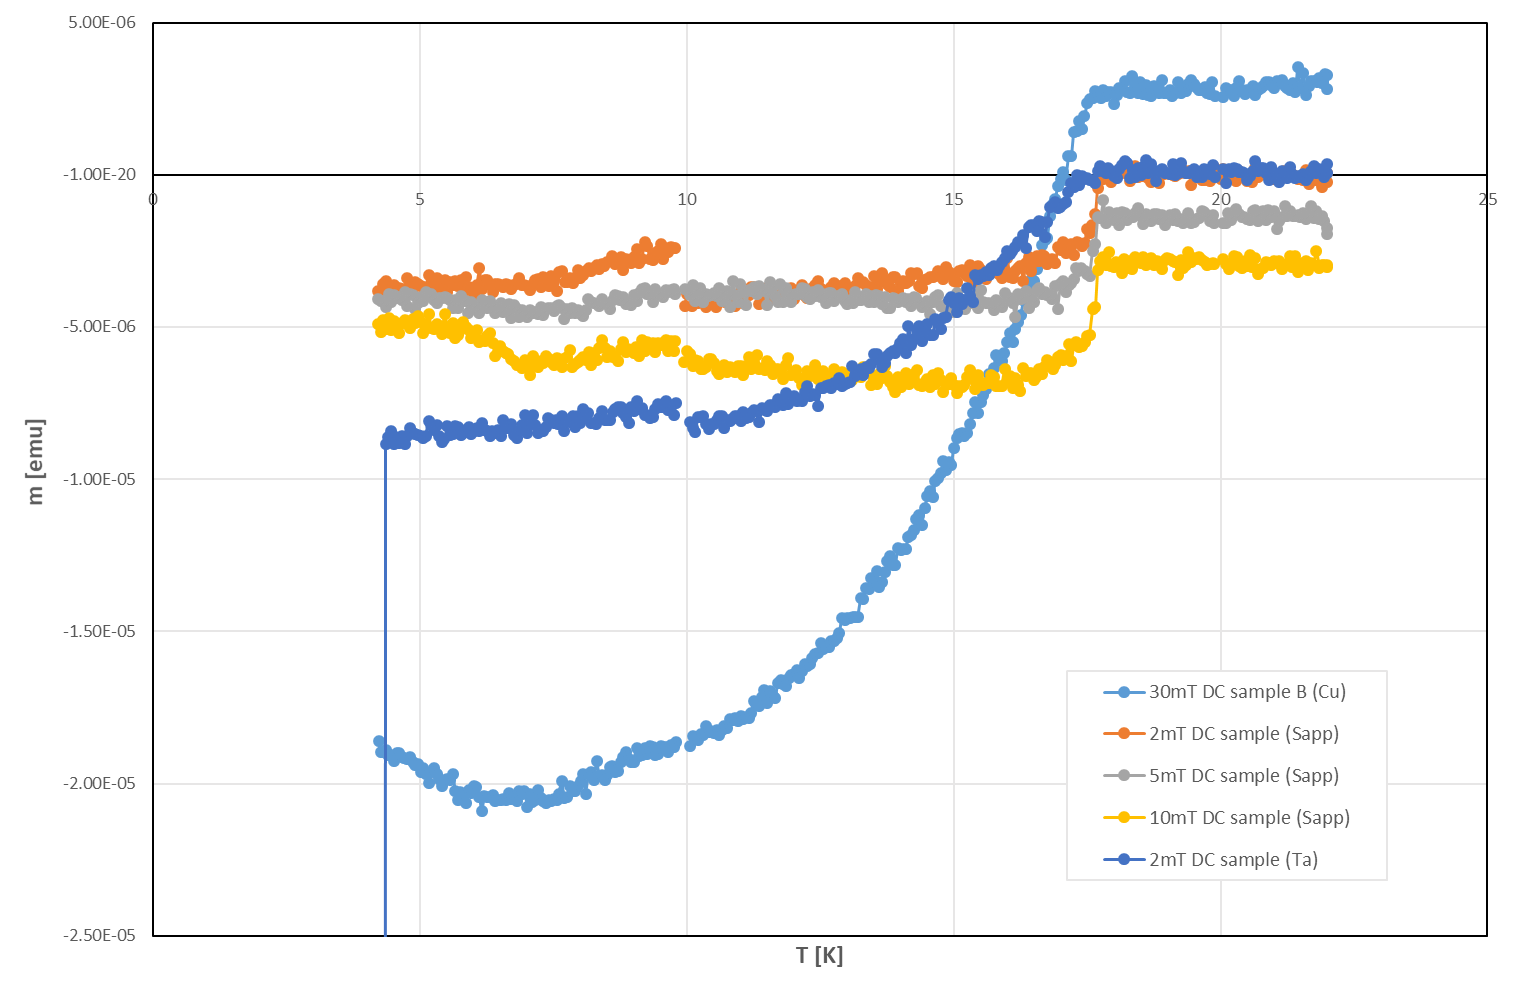 5.00E-06
-1.00E-20
0 5 10 15 20 25
-5.00E-06
-1.00E-05
-1.50E-05
-2.00E-05
-2.50E-05
m [emu]
T [K]
30mT DC sample B (Cu)
2mT DC sample (Sapp)
5mT DC sample (Sapp)
10mT DC sample (Sapp)
2mT DC sample (Ta)